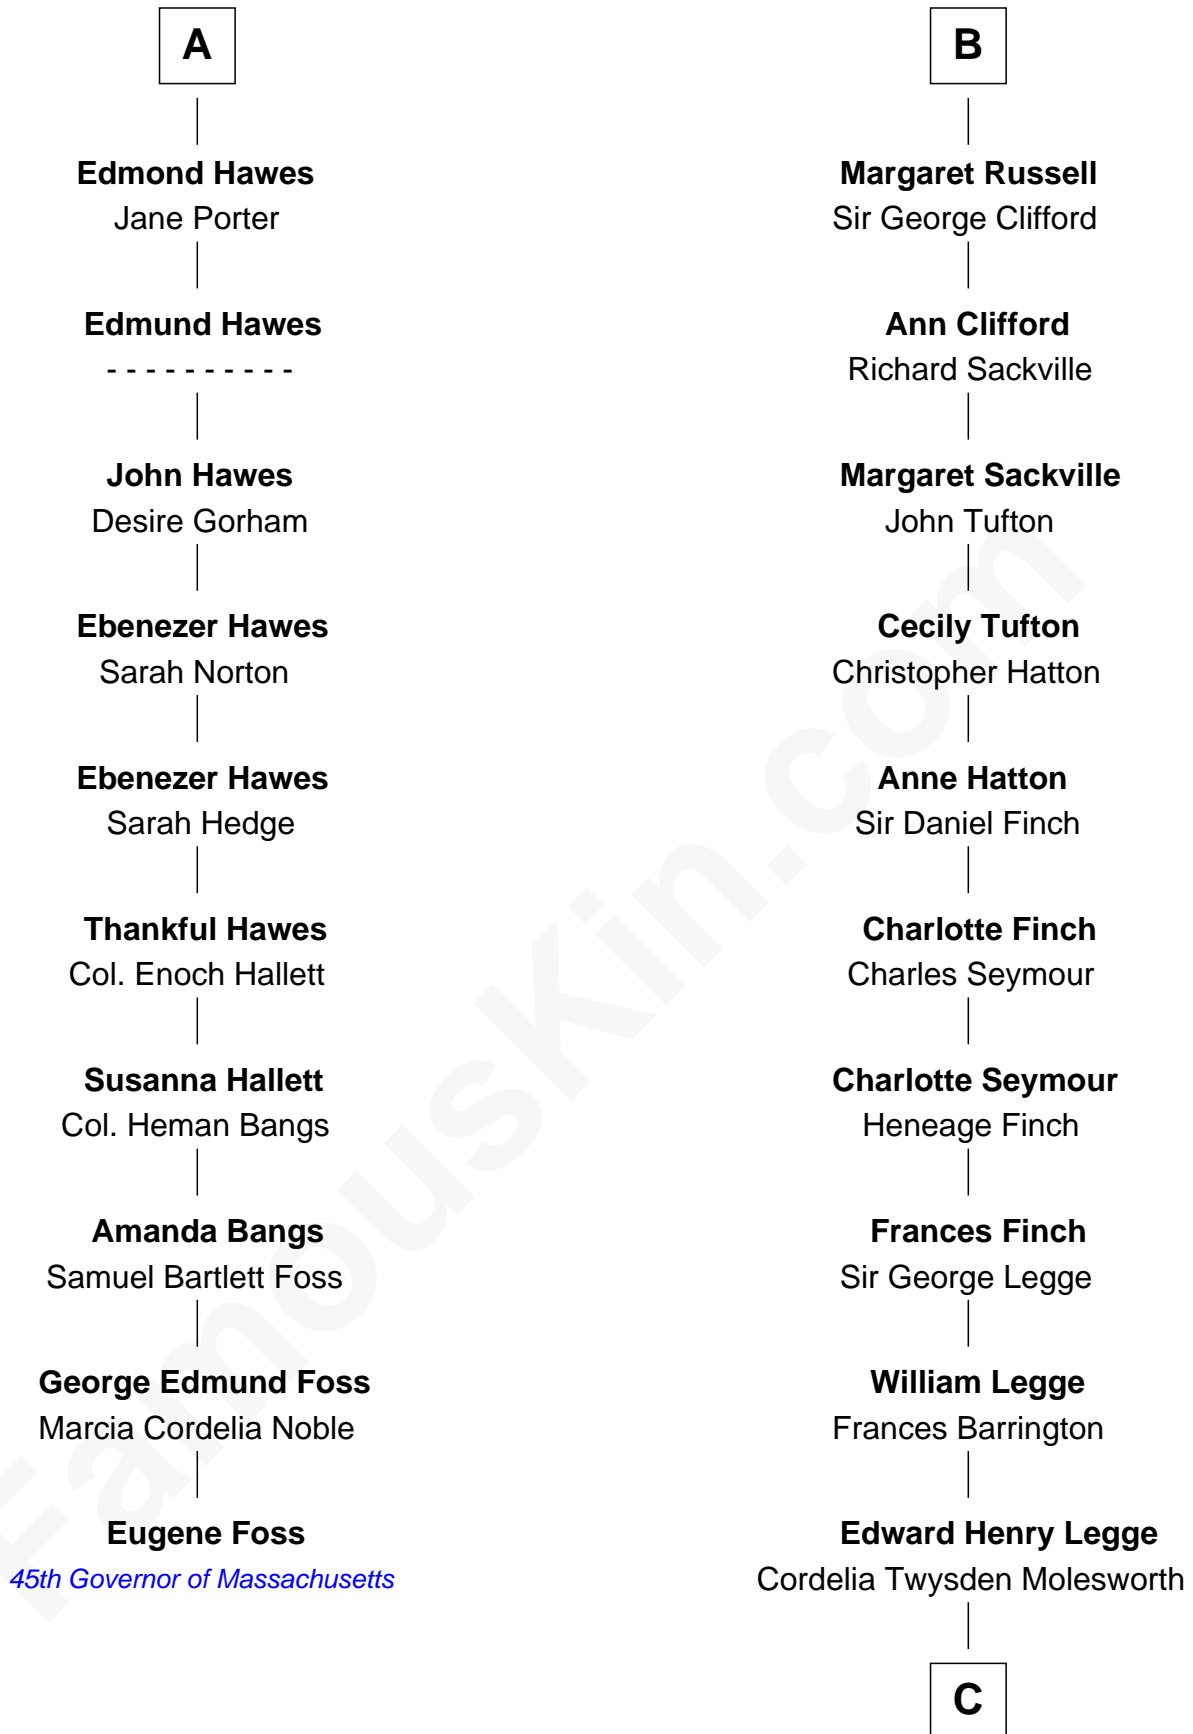 A
Edmond Hawes
Jane Porter
Edmund Hawes
- - - - - - - - - -
John Hawes
Desire Gorham
Ebenezer Hawes
Sarah Norton
Ebenezer Hawes
Sarah Hedge
Thankful Hawes
Col. Enoch Hallett
Susanna Hallett
Col. Heman Bangs
Amanda Bangs
Samuel Bartlett Foss
George Edmund Foss
Marcia Cordelia Noble
Eugene Foss
45th Governor of Massachusetts
B
Margaret Russell
Sir George Clifford
Ann Clifford
Richard Sackville
Margaret Sackville
John Tufton
Cecily Tufton
Christopher Hatton
Anne Hatton
Sir Daniel Finch
Charlotte Finch
Charles Seymour
Charlotte Seymour
Heneage Finch
Frances Finch
Sir George Legge
William Legge
Frances Barrington
Edward Henry Legge
Cordelia Twysden Molesworth
C
FamousKin.com